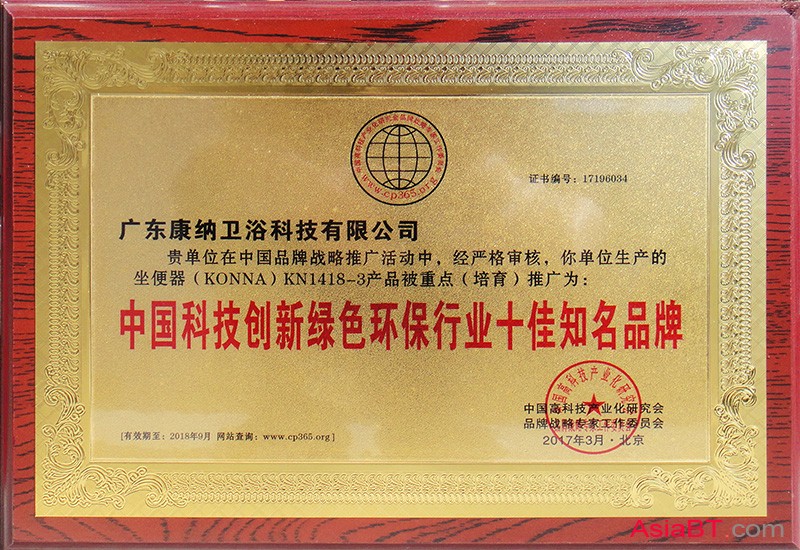 www.cp365.org
证书编号：17196034
广东康纳卫浴科技有限公司
贵单位在中国品牌战略推广活动中，经严格审核，你单位生产的
坐便器（KONNA）KN1418-3产品被重点（培育）推广为：
中国科技创新绿色环保行业十佳知名品牌
中国高科技产业化研究会
品牌战略专家工作委员会
2017年3月·北京
[有效期至：2018年9月 网站查询：www.cp365.org]
AsiaBT.com